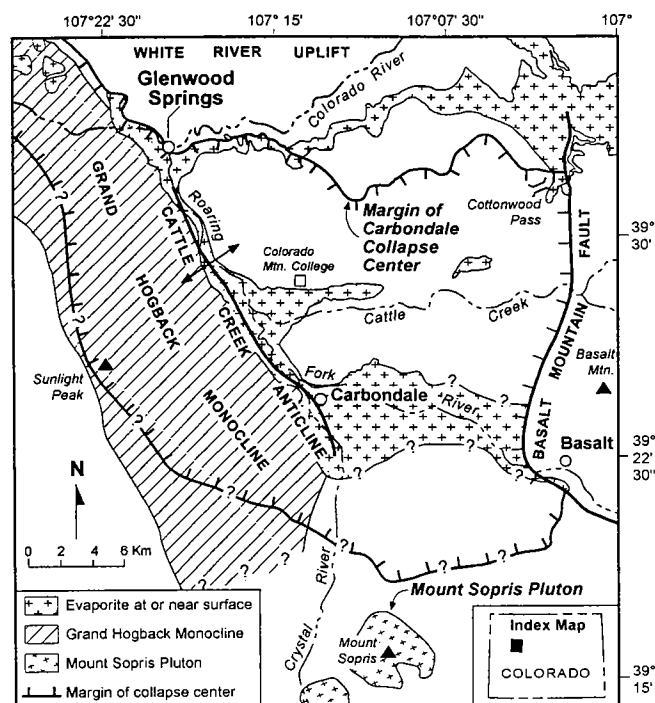 107° 22' 30"
107° 15'
107° 07' 30"
107°
WHITE RIVER UPLIFT
Glenwood
Springs
Colorado River
GRAND
HOGBACK
MONOCLINE
CATTLE
CREEK
ANTICLINE
Roaring
Fork
River
Margin of
Carbondale
Collapse
Center
Cottonwood
Pass
39°
30'
Colorado
Mtn. College
Cattle Creek
BASALT MOUNTAIN FAULT
Basalt
Mtn.
Sunlight
Peak
Carbondale
Basalt
39°
22'
30"
N
0 2 4 6 Km
? ? ? ? ? ? ? ? ? ? ? ? ? ? ? ? ?
Crystal River
Mount Sopris Pluton
Mount
Sopris
39°
15'
Evaporite at or near surface
Grand Hogback Monocline
Mount Sopris Pluton
Margin of collapse center
Index Map
COLORADO